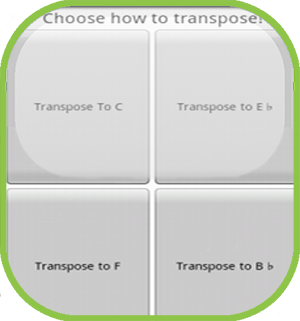 Choose how to transpose!
Transpose To C
Transpose to E♭
Transpose to F
Transpose to B♭